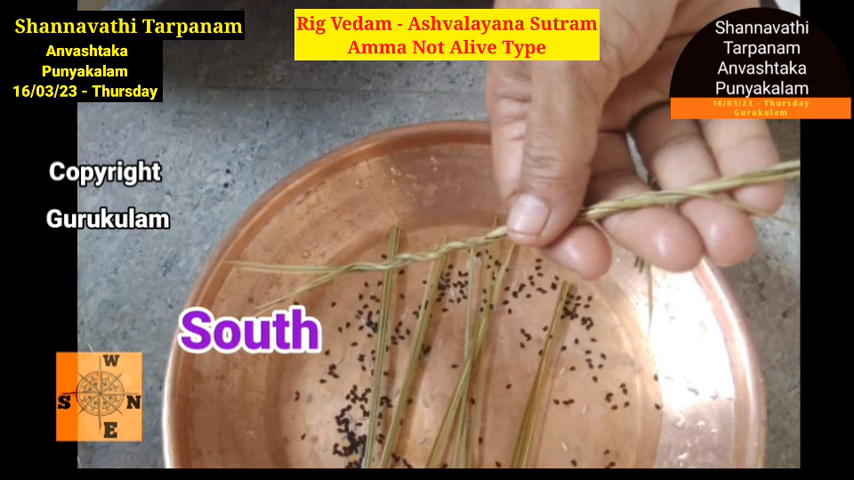 Shannavathi Tarpanam
Anvashtaka
Punyakalam
16/03/23 - Thursday
Rig Vedam - Ashvalayana Sutram
Amma Not Alive Type
Shannavathi
Tarpanam
Anvashtaka
Punyakalam
16/03/23 - Thursday
Gurukulam
Copyright
Gurukulam
South
W
S N
E